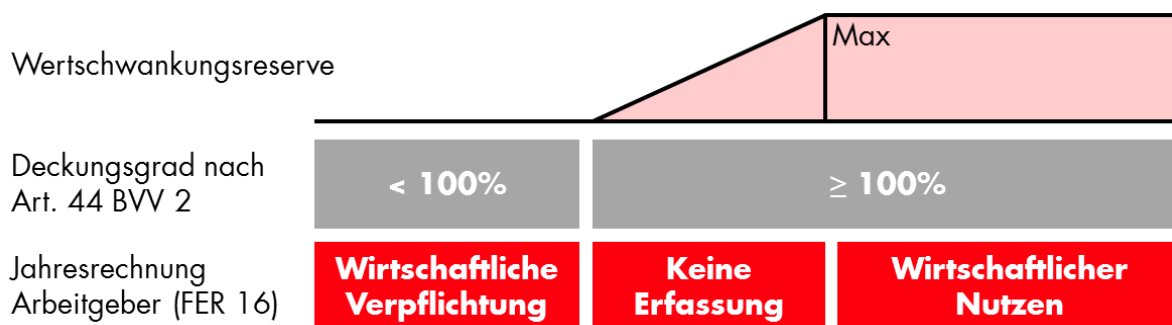 Max
Wertschwankungsreserve
Deckungsgrad nach
Art. 44 BVV 2
< 100%
≥ 100%
Jahresrechnung
Arbeitgeber (FER 16)
Wirtschaftliche
Verpflichtung
Keine
Erfassung
Wirtschaftlicher
Nutzen